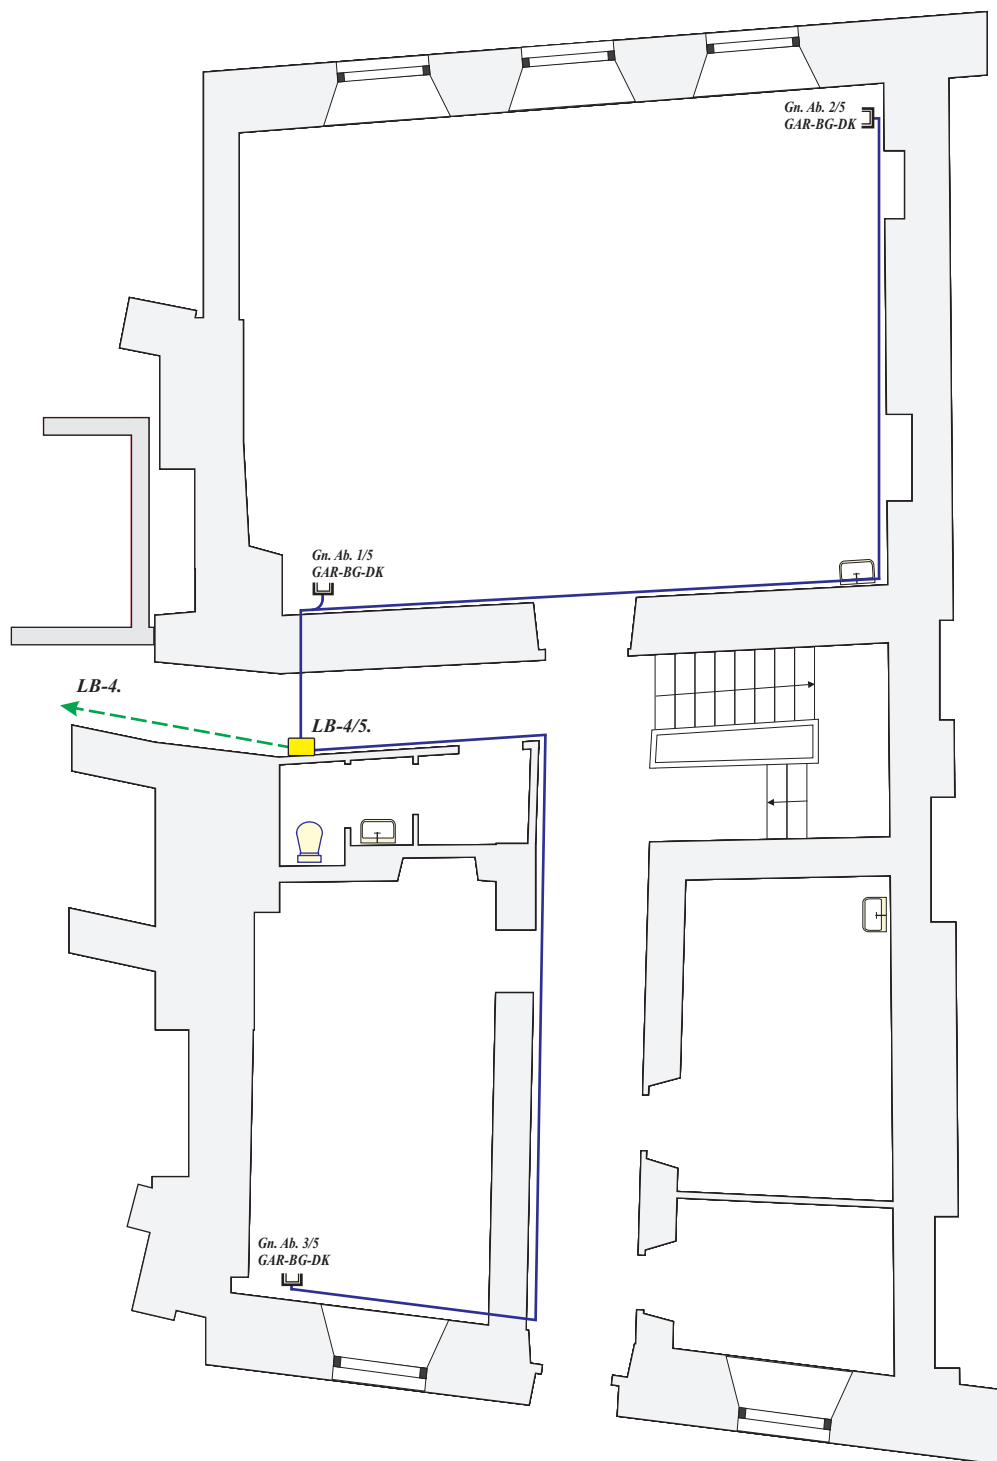 Gn. Ab. 2/5
GAR-BG-DK
Gn. Ab. 1/5
GAR-BG-DK
LB-4.
LB-4/5.
Gn. Ab. 3/5
GAR-BG-DK